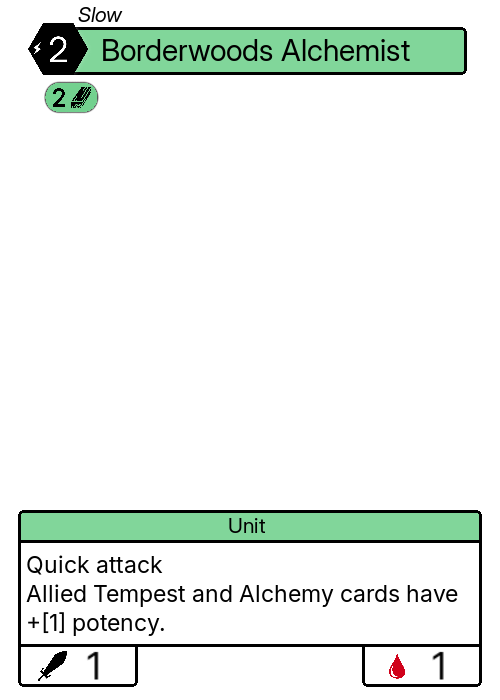 Slow
2 Borderwoods Alchemist
2
Unit
Quick attack
Allied Tempest and Alchemy cards have
+[1] potency.
1 1